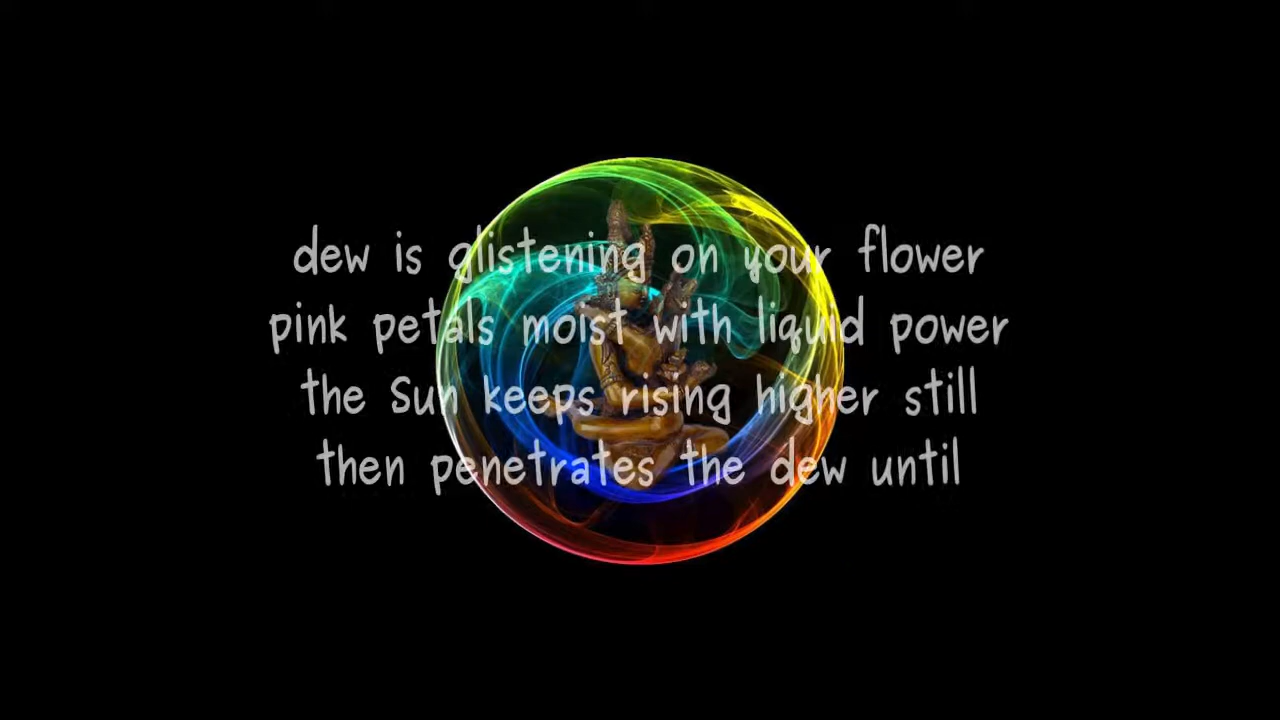 dew is glistening on your flower
pink petals moist with liquid power
the Sun keeps rising higher still
then penetrates the dew until